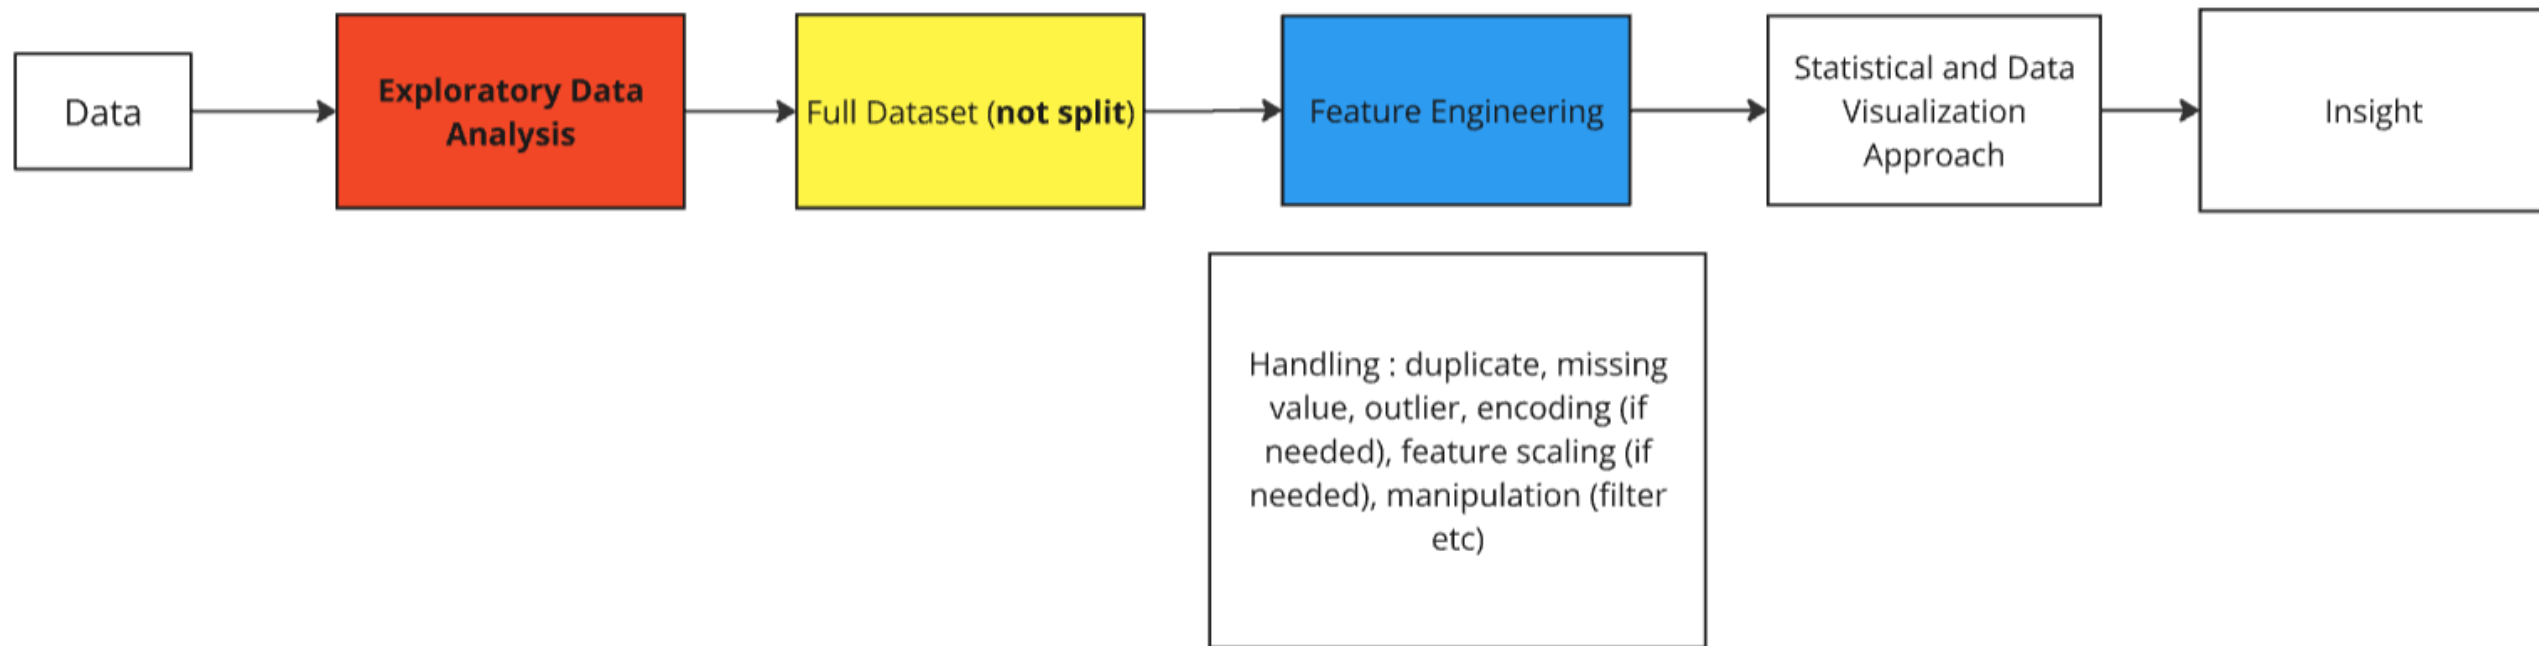 Data
Exploratory Data
Analysis
Full Dataset (not split)
Feature Engineering
Statistical and Data
Visualization
Approach
Insight
Handling : duplicate, missing
value, outlier, encoding (if
needed), feature scaling (if
needed), manipulation (filter
etc)